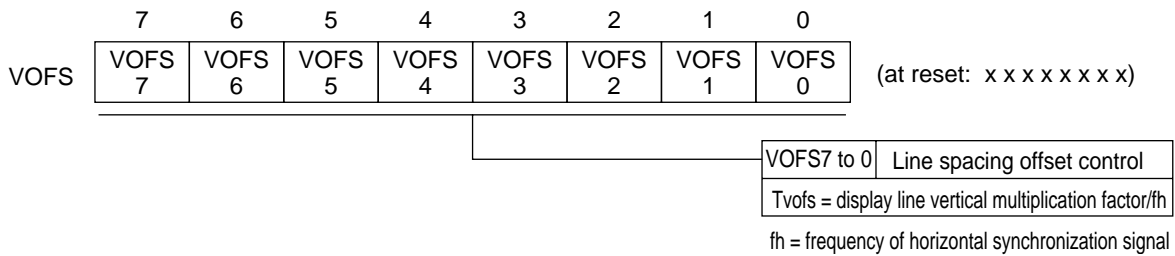 7 6 5 4 3 2 1 0
VOFS VOFS VOFS VOFS VOFS VOFS VOFS VOFS VOFS (at reset: x x x x x x x x)
7 6 5 4 3 2 1 0
VOFS7 to 0 Line spacing offset control
Tvofs = display line vertical multiplication factor/fh
fh = frequency of horizontal synchronization signal